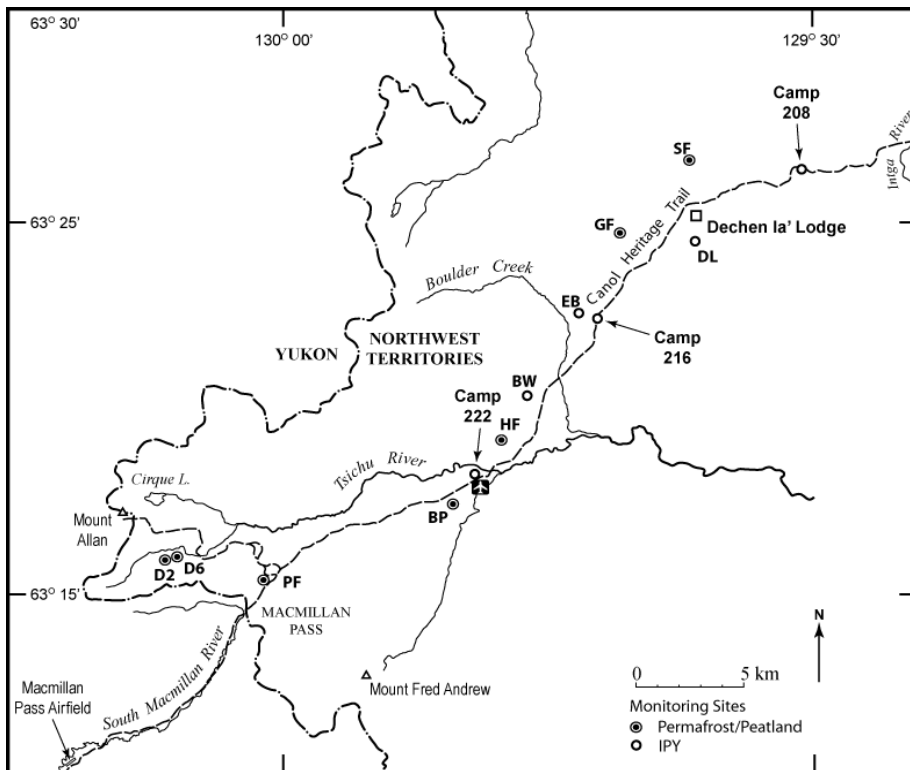 63° 30'
130° 00'
129° 30'
Camp
208
Intga River
SF
63° 25'
GF
Canol Heritage Trail
Dechen la' Lodge
DL
Boulder Creek
EB
YUKON
NORTHWEST
TERRITORIES
Camp
216
BW
Camp
222
HF
Tsichu River
Cirque L.
BP
Mount
Allan
D2
D6
PF
63° 15'
MACMILLAN
PASS
N
South Macmillan River
Mount Fred Andrew
0
5 km
Macmillan
Pass Airfield
Monitoring Sites
Permafrost/Peatland
IPY